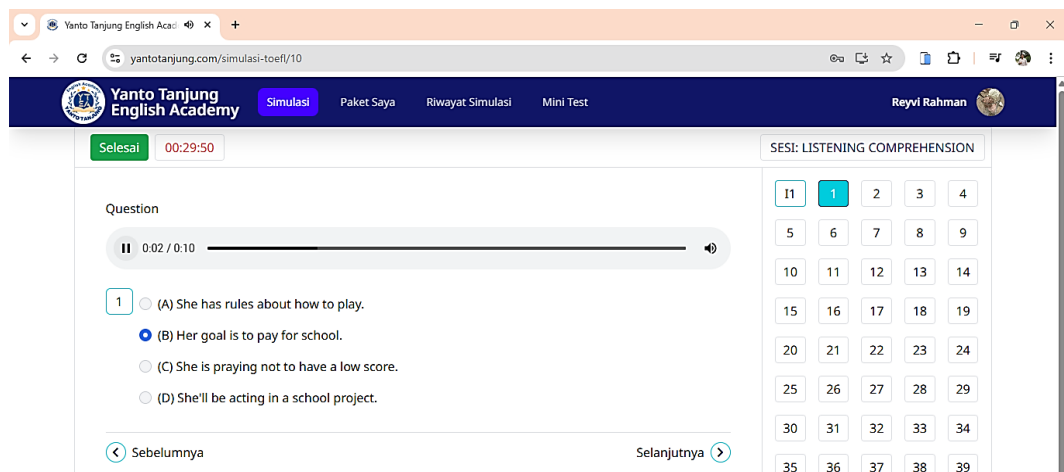 Yanto Tanjung English Acad
yantotanjung.com/simulasi-toefl/10
Yanto Tanjung
English Academy
Simulasi
Paket Saya
Riwayat Simulasi
Mini Test
Reyvi Rahman
Selesai
00:29:50
SESI: LISTENING COMPREHENSION
Question
0:02 / 0:10
1
(A) She has rules about how to play.
(B) Her goal is to pay for school.
(C) She is praying not to have a low score.
(D) She'll be acting in a school project.
Sebelumnya
Selanjutnya
I1 1 2 3 4
5 6 7 8 9
10 11 12 13 14
15 16 17 18 19
20 21 22 23 24
25 26 27 28 29
30 31 32 33 34
35 36 37 38 39